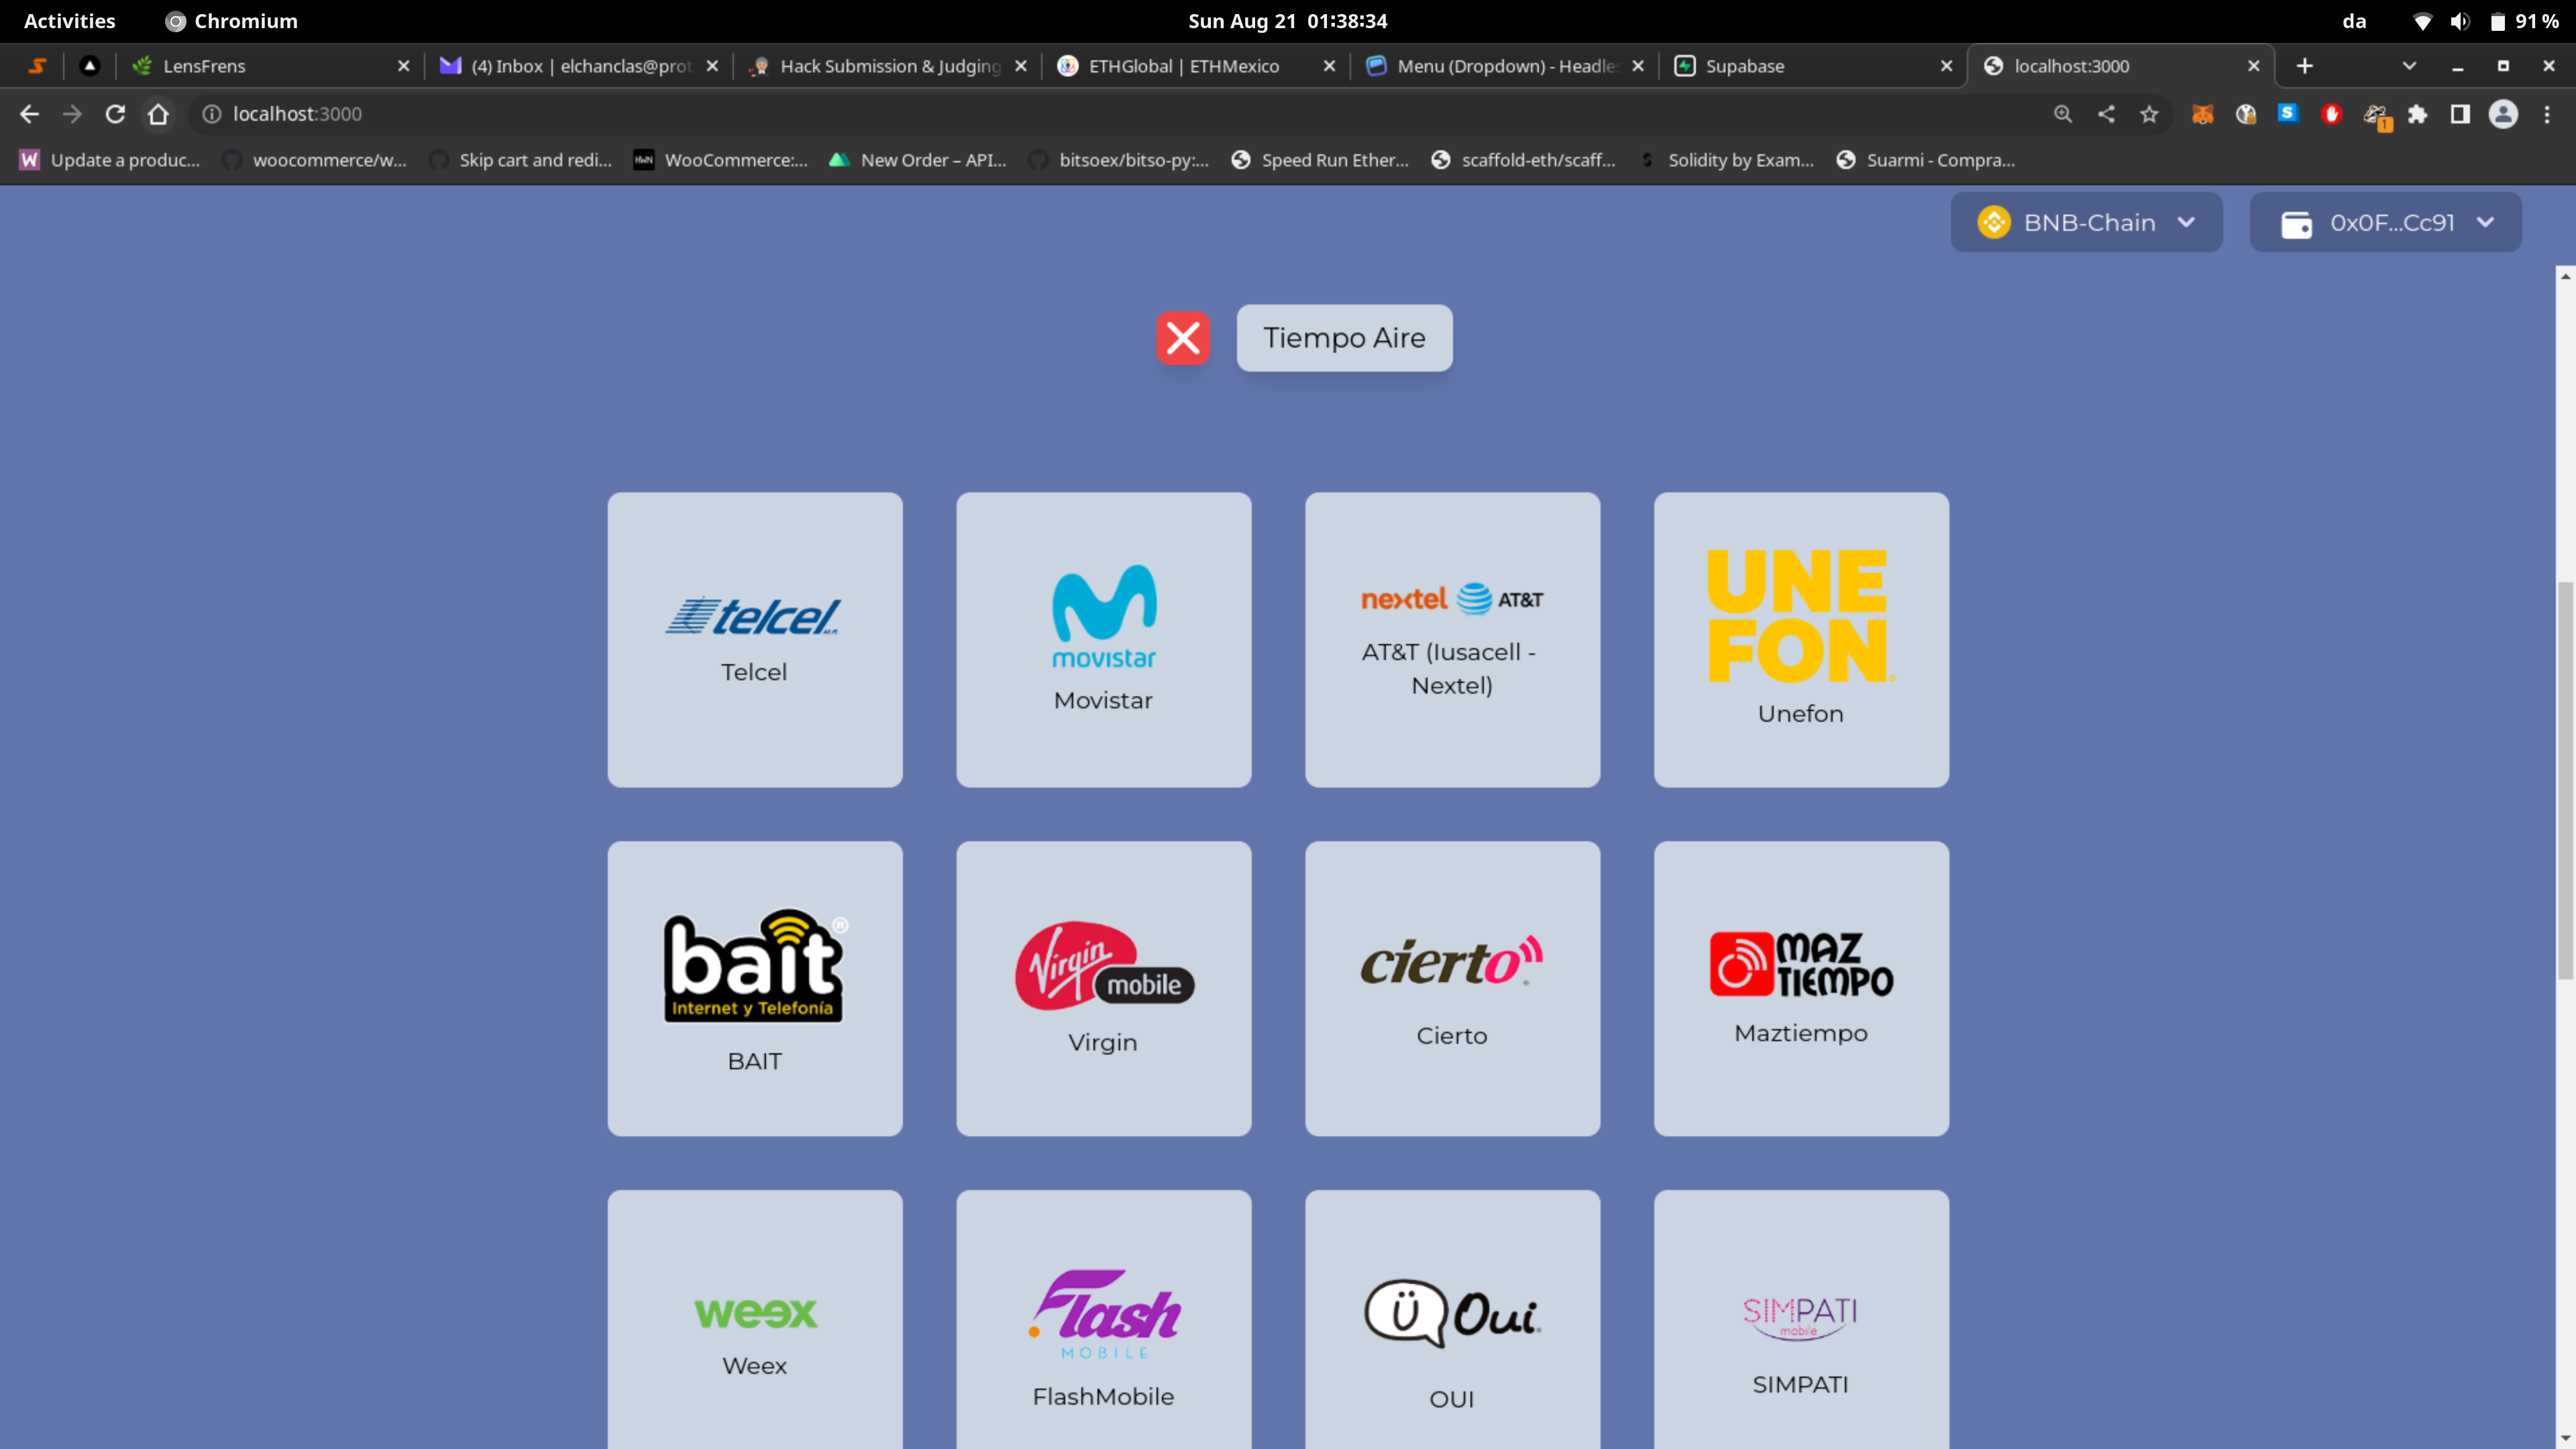 Activities
Chromium
Sun Aug 21 01:38:34
da
91 %
LensFrens
(4) Inbox | elchanclas@prot
Hack Submission & Judging
ETHGlobal | ETHMexico
Menu (Dropdown) - Headles
Supabase
localhost:3000
localhost:3000
1
Update a produc...
woocommerce/w...
Skip cart and redi...
WooCommerce:...
New Order – API...
bitsoex/bitso-py:...
Speed Run Ether...
scaffold-eth/scaff...
Solidity by Exam...
Suarmi - Compra...
BNB-Chain
0x0F...Cc91
Tiempo Aire
telcel
Telcel
movistar
Movistar
nextel AT&T
AT&T (Iusacell -
Nextel)
UNE
FON
Unefon
bait
Internet y Telefonía
BAIT
Virgin mobile
Virgin
cierto
Cierto
MAZ
TIEMPO
Maztiempo
weex
Weex
Flash
MOBILE
FlashMobile
Ü Oui
OUI
SIMPATI
mobile
SIMPATI